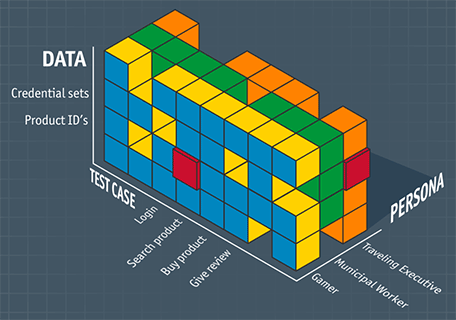 DATA
Credential sets
Product ID's
TEST CASE
Login
Search product
Buy product
Give review
PERSONA
Traveling Executive
Municipal Worker
Gamer